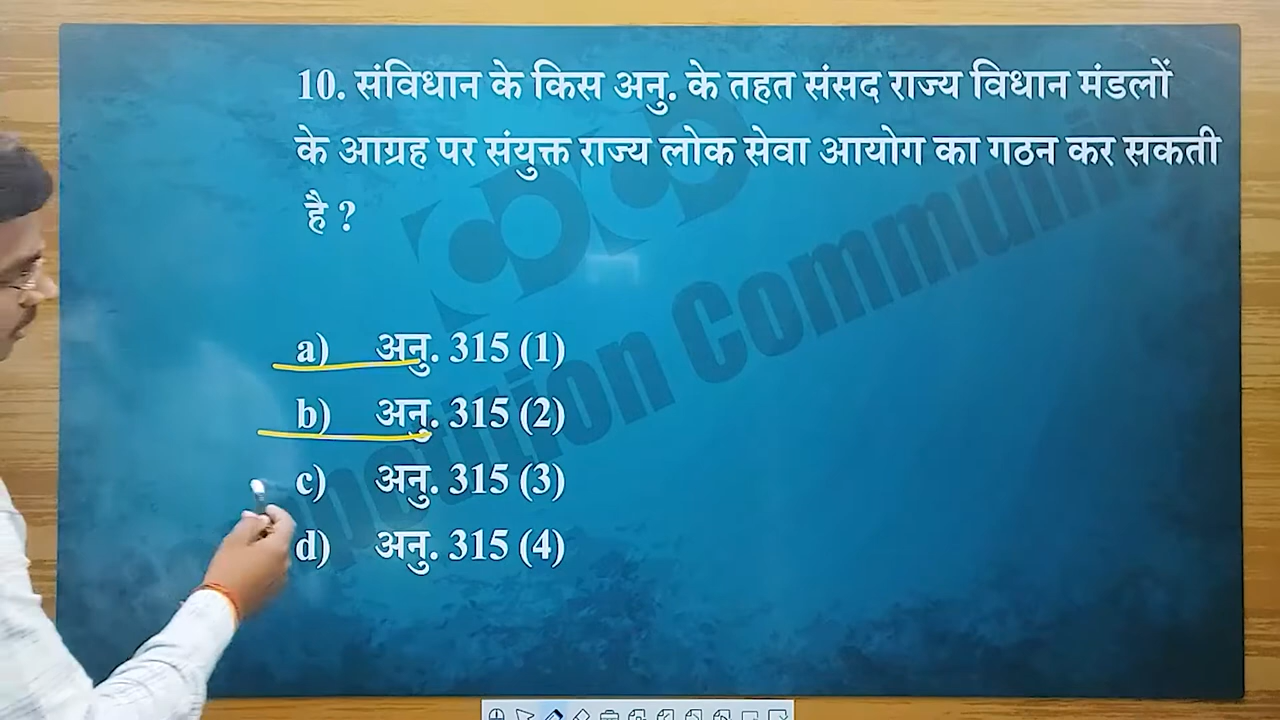 10. संविधान के किस अनु. के तहत संसद राज्य विधान मंडलों
के आग्रह पर संयुक्त राज्य लोक सेवा आयोग का गठन कर सकती
है ?
a) अनु. 315 (1)
b) अनु. 315 (2)
c) अनु. 315 (3)
d) अनु. 315 (4)